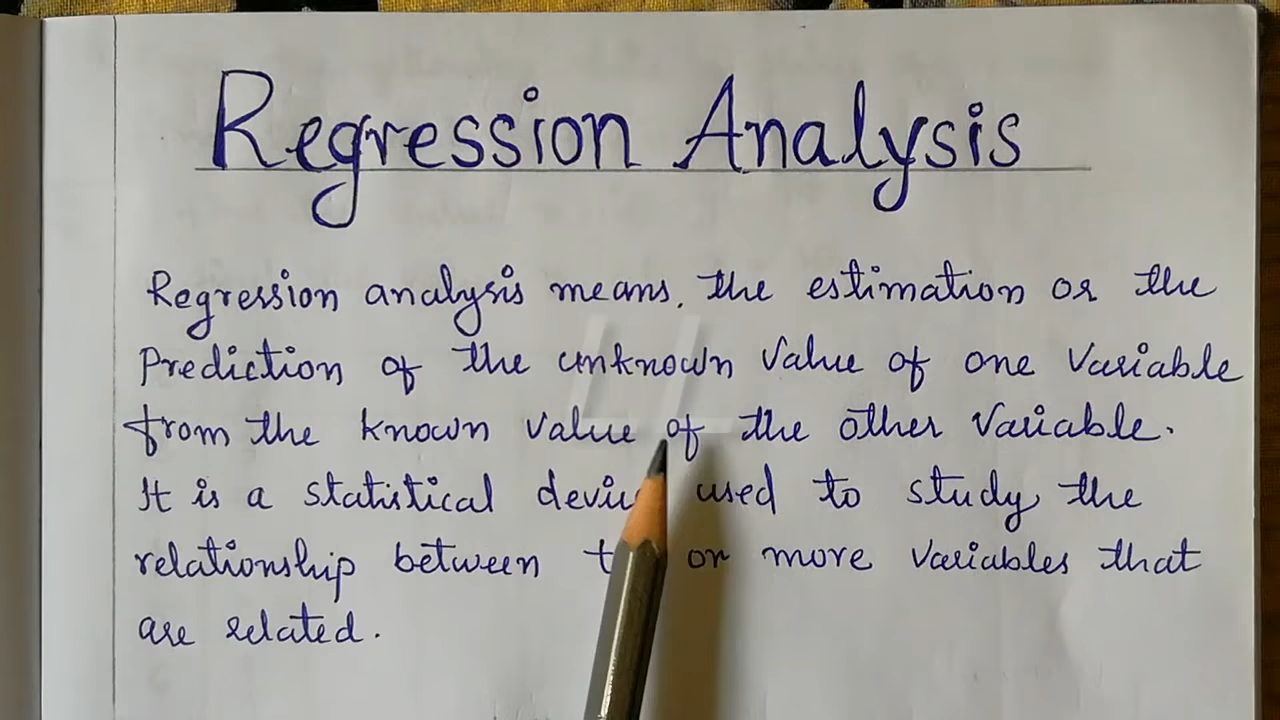 Regression Analysis
Regression analysis means, the estimation or the
Prediction of the unknown Value of one Variable
from the known value of the other Variable.
It is a statistical used to study the
relationship between or more variables that
are related.